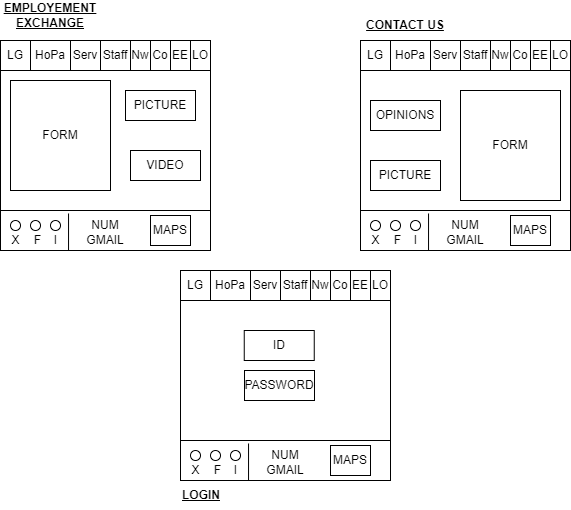 EMPLOYEMENT
EXCHANGE
LG HoPa Serv Staff Nw Co EE LO
FORM
PICTURE
VIDEO
X F I
NUM
GMAIL
MAPS
CONTACT US
LG HoPa Serv Staff Nw Co EE LO
OPINIONS
PICTURE
FORM
X F I
NUM
GMAIL
MAPS
LG HoPa Serv Staff Nw Co EE LO
ID
PASSWORD
X F I
NUM
GMAIL
MAPS
LOGIN